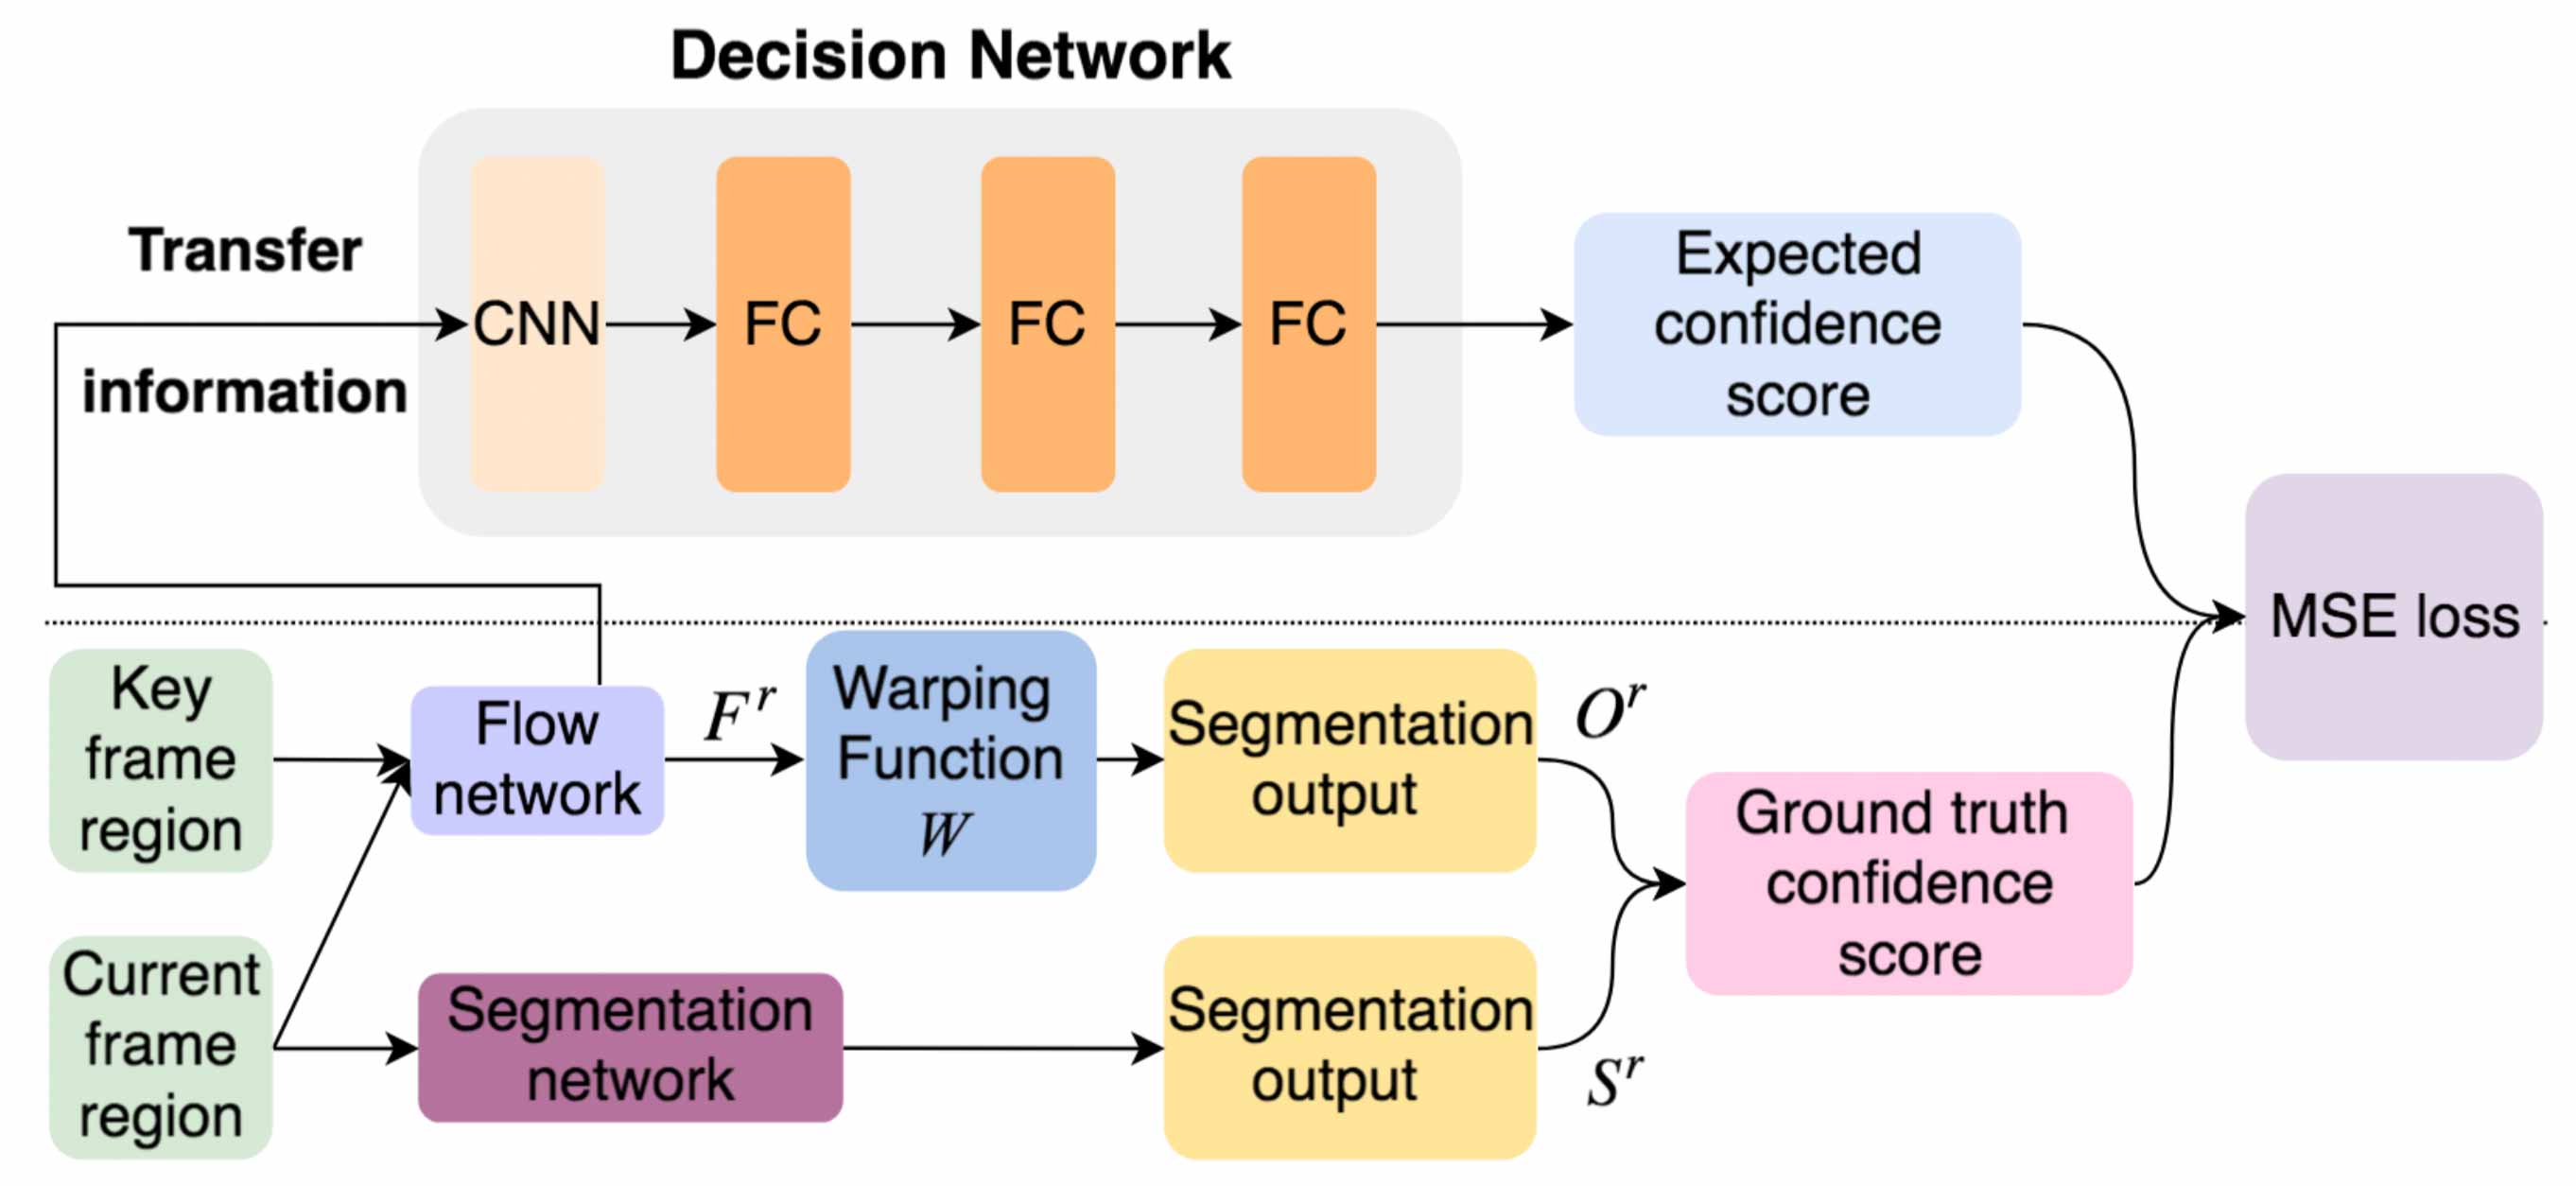 Decision Network
Transfer
information
CNN
FC
FC
FC
Expected
confidence
score
MSE loss
Key
frame
region
Flow
network
F^r
Warping
Function
W
Segmentation
output
O^r
Ground truth
confidence
score
Current
frame
region
Segmentation
network
Segmentation
output
S^r